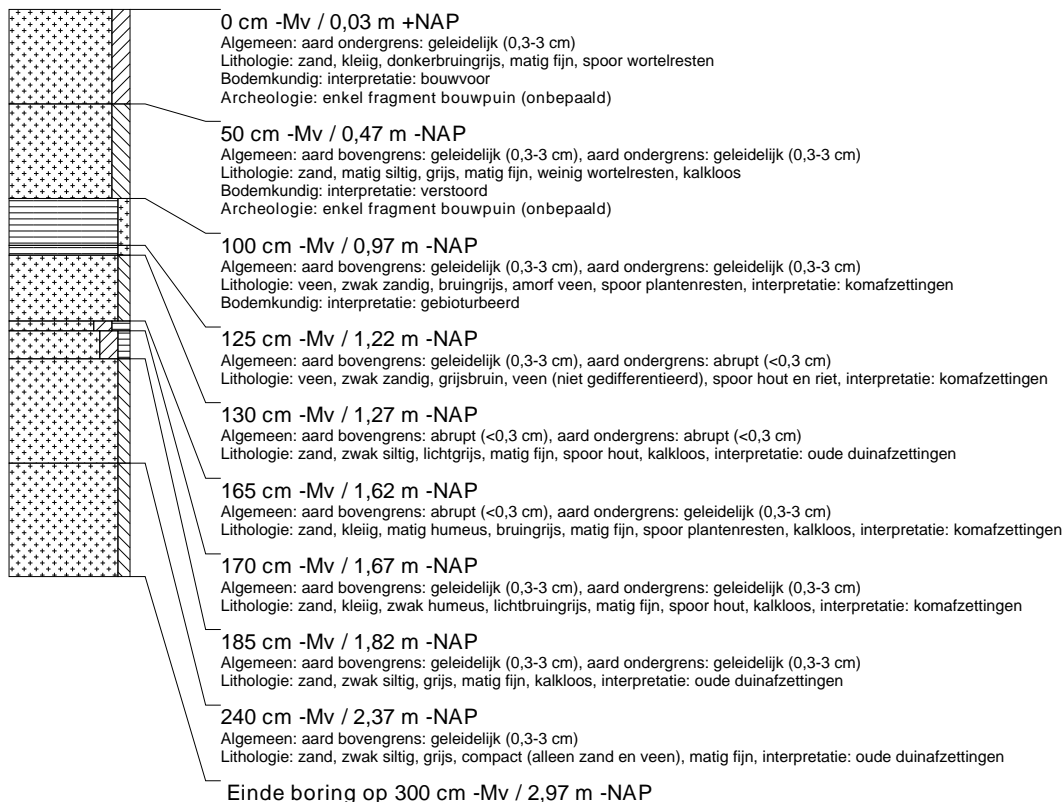 0 cm -Mv / 0,03 m +NAP
Algemeen: aard ondergrens: geleidelijk (0,3-3 cm)
Lithologie: zand, kleiig, donkerbruingrijs, matig fijn, spoor wortelresten
Bodemkundig: interpretatie: bouwvoor
Archeologie: enkel fragment bouwpuin (onbepaald)
50 cm -Mv / 0,47 m -NAP
Algemeen: aard bovengrens: geleidelijk (0,3-3 cm), aard ondergrens: geleidelijk (0,3-3 cm)
Lithologie: zand, matig siltig, grijs, matig fijn, weinig wortelresten, kalkloos
Bodemkundig: interpretatie: verstoord
Archeologie: enkel fragment bouwpuin (onbepaald)
100 cm -Mv / 0,97 m -NAP
Algemeen: aard bovengrens: geleidelijk (0,3-3 cm), aard ondergrens: geleidelijk (0,3-3 cm)
Lithologie: veen, zwak zandig, bruingrijs, amorf veen, spoor plantenresten, interpretatie: komafzettingen
Bodemkundig: interpretatie: gebioturbeerd
125 cm -Mv / 1,22 m -NAP
Algemeen: aard bovengrens: geleidelijk (0,3-3 cm), aard ondergrens: abrupt (<0,3 cm)
Lithologie: veen, zwak zandig, grijsbruin, veen (niet gedifferentieerd), spoor hout en riet, interpretatie: komafzettingen
130 cm -Mv / 1,27 m -NAP
Algemeen: aard bovengrens: abrupt (<0,3 cm), aard ondergrens: abrupt (<0,3 cm)
Lithologie: zand, zwak siltig, lichtgrijs, matig fijn, spoor hout, kalkloos, interpretatie: oude duinafzettingen
165 cm -Mv / 1,62 m -NAP
Algemeen: aard bovengrens: abrupt (<0,3 cm), aard ondergrens: geleidelijk (0,3-3 cm)
Lithologie: zand, kleiig, matig humeus, bruingrijs, matig fijn, spoor plantenresten, kalkloos, interpretatie: komafzettingen
170 cm -Mv / 1,67 m -NAP
Algemeen: aard bovengrens: geleidelijk (0,3-3 cm), aard ondergrens: geleidelijk (0,3-3 cm)
Lithologie: zand, kleiig, zwak humeus, lichtbruingrijs, matig fijn, spoor hout, kalkloos, interpretatie: komafzettingen
185 cm -Mv / 1,82 m -NAP
Algemeen: aard bovengrens: geleidelijk (0,3-3 cm), aard ondergrens: geleidelijk (0,3-3 cm)
Lithologie: zand, zwak siltig, grijs, matig fijn, kalkloos, interpretatie: oude duinafzettingen
240 cm -Mv / 2,37 m -NAP
Algemeen: aard bovengrens: geleidelijk (0,3-3 cm)
Lithologie: zand, zwak siltig, grijs, compact (alleen zand en veen), matig fijn, interpretatie: oude duinafzettingen
Einde boring op 300 cm -Mv / 2,97 m -NAP